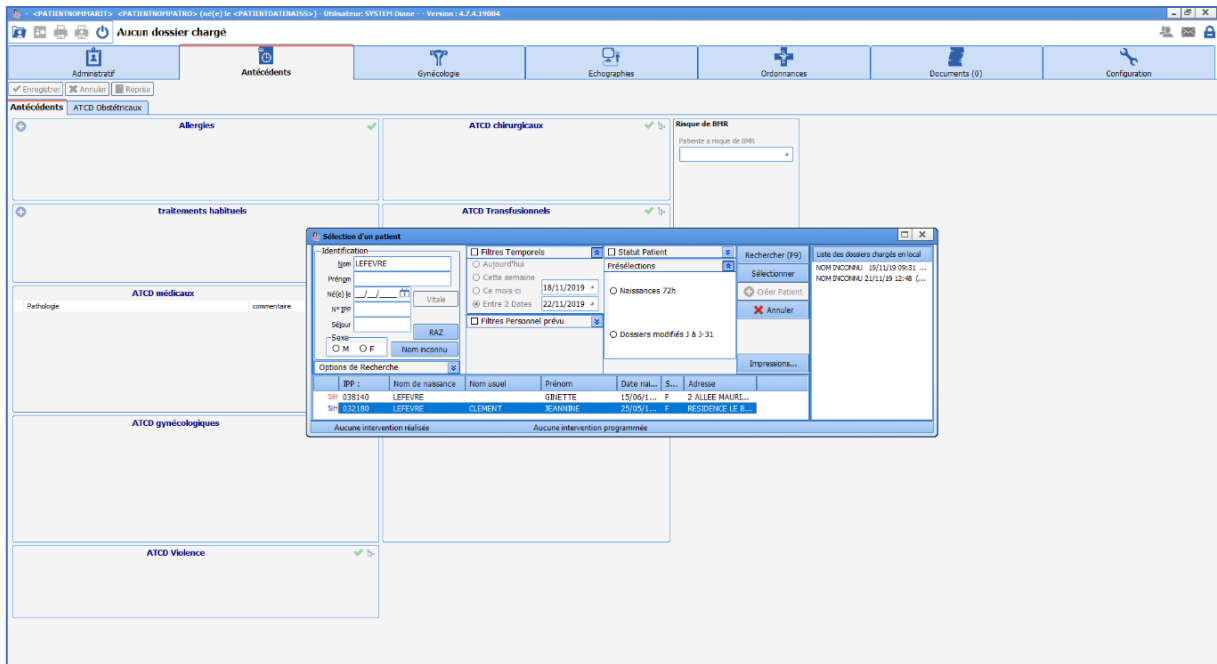 - <PATIENTNOMMARIT> <PATIENTNOMPATRO> (né(e) le <PATIENTDATENAISS>) - Utilisateur: SYSTEM Diane - - Version : 4.7.4.19004
Aucun dossier chargé
Administratif Antécédents Gynécologie Echographies Ordonnances Documents (0) Configuration
Enregistrer Annuler Reprise
Antécédents ATCD Obstétricaux
Allergies ATCD chirurgicaux Risque de BMR
Patiente a risque de BMR
traitements habituels ATCD Transfusionnels
ATCD médicaux
Pathologie commentaire
ATCD gynécologiques
ATCD Violence
Sélection d'un patient
Identification
Nom LEFEVRE
Prénom
Né(e) le __/__/____ Vitale
N° IPP
Séjour RAZ
Sexe
M F Nom inconnu
Options de Recherche
Filtres Temporels
Aujourd'hui
Cette semaine
Ce mois-ci 18/11/2019
Entre 2 Dates 22/11/2019
Filtres Personnel prévu
Statut Patient
Présélections
Naissances 72h
Dossiers modifiés J à J-31
Rechercher (F9)
Sélectionner
Créer Patient
Annuler
Impressions...
Liste des dossiers chargés en local
NOM INCONNU 19/11/19 09:31 ...
NOM INCONNU 21/11/19 12:48 (...
IPP : Nom de naissance Nom usuel Prénom Date nai... S... Adresse
SIH 038140 LEFEVRE GINETTE 15/06/1... F 2 ALLEE MAURI...
SIH 032180 LEFEVRE CLEMENT JEANNINE 25/05/1... F RESIDENCE LE B...
Aucune intervention réalisée Aucune intervention programmée